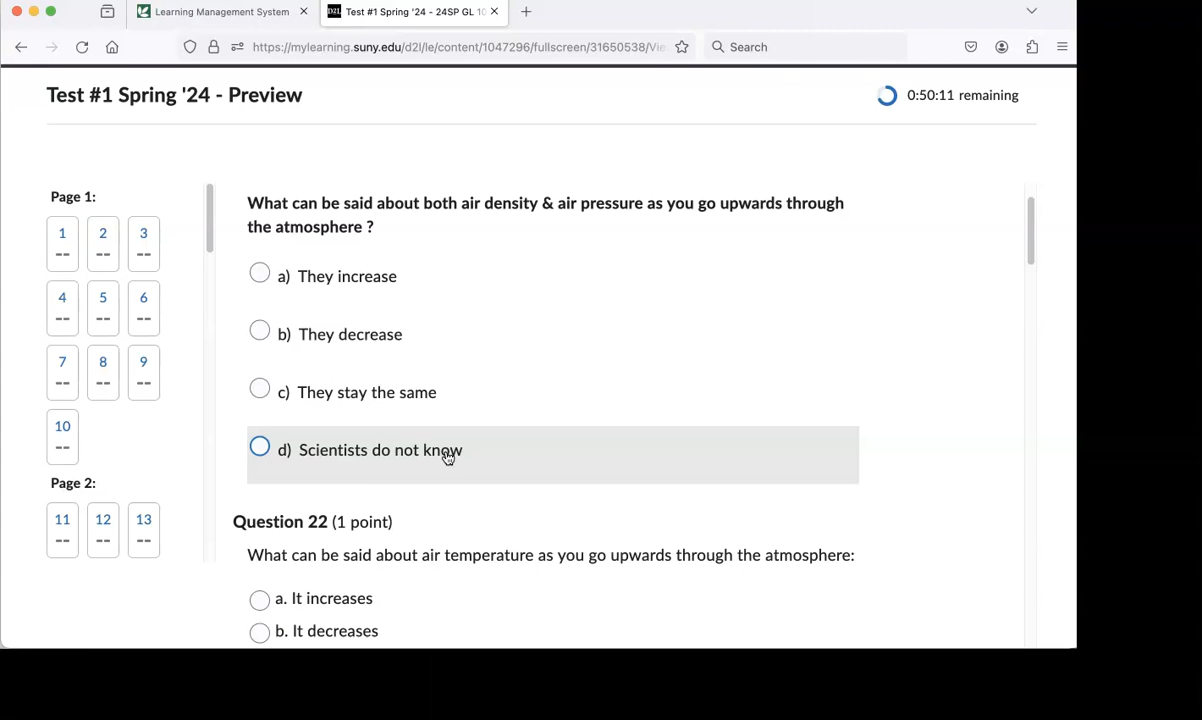 Learning Management System
Test #1 Spring '24 - 24SP GL 10
https://mylearning.suny.edu/d2l/le/content/1047296/fullscreen/31650538/Vie
Search
Test #1 Spring '24 - Preview
0:50:11 remaining
Page 1:
1 2 3
-- -- --
4 5 6
-- -- --
7 8 9
-- -- --
10
--
Page 2:
11 12 13
-- -- --
What can be said about both air density & air pressure as you go upwards through
the atmosphere ?
a) They increase
b) They decrease
c) They stay the same
d) Scientists do not know
Question 22 (1 point)
What can be said about air temperature as you go upwards through the atmosphere:
a. It increases
b. It decreases